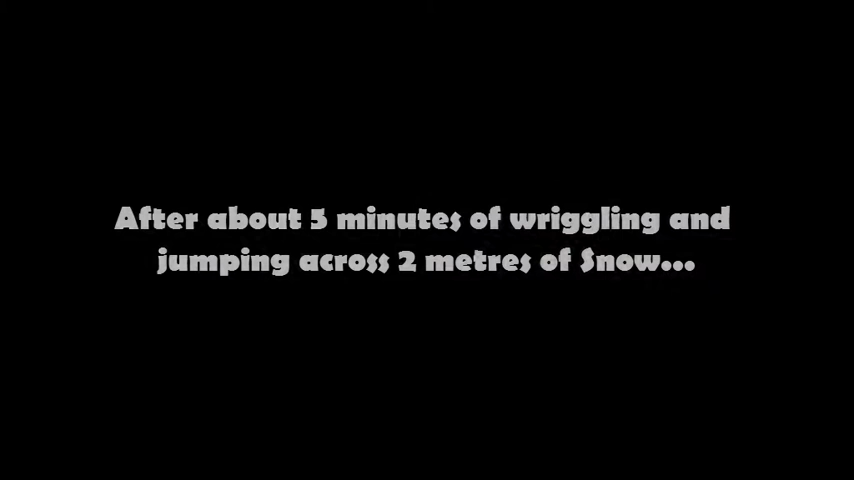 After about 5 minutes of wriggling and
jumping across 2 metres of Snow...